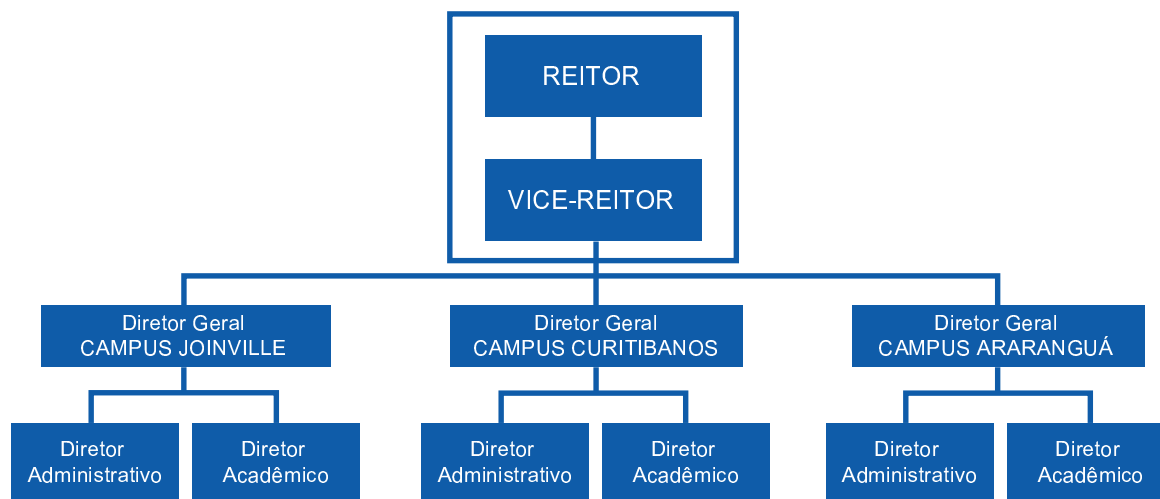 REITOR
VICE-REITOR
Diretor Geral
CAMPUS JOINVILLE
Diretor Geral
CAMPUS CURITIBANOS
Diretor Geral
CAMPUS ARARANGUÁ
Diretor
Administrativo
Diretor
Acadêmico
Diretor
Administrativo
Diretor
Acadêmico
Diretor
Administrativo
Diretor
Acadêmico